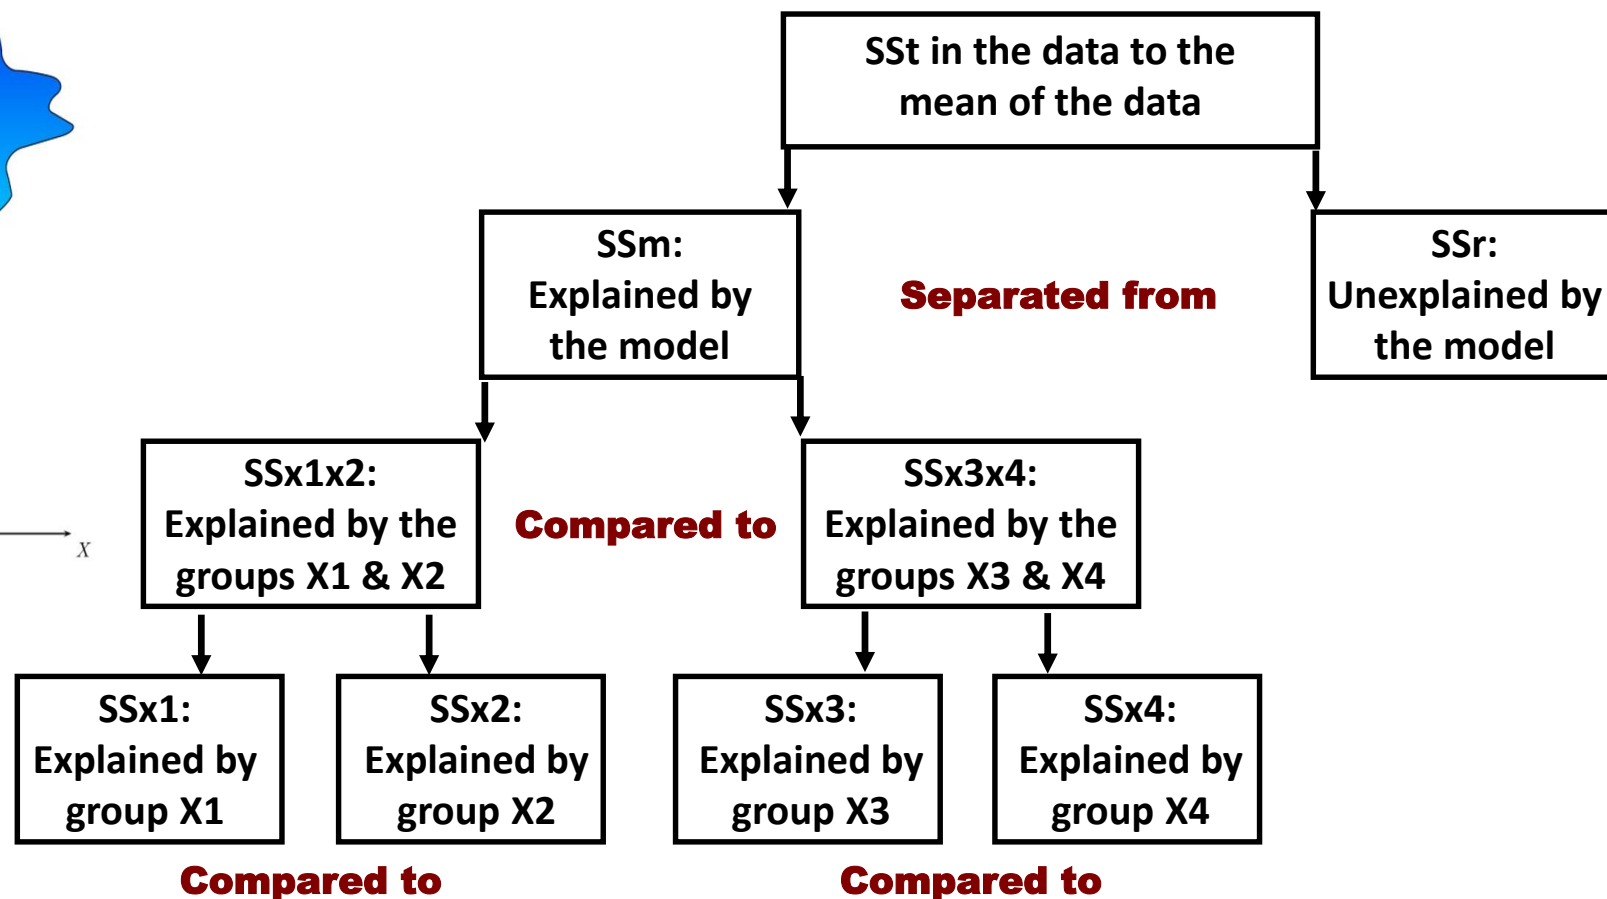 SSt in the data to the
mean of the data
SSm:
Explained by
the model
Separated from
SSr:
Unexplained by
the model
SSx1x2:
Explained by the
groups X1 & X2
Compared to
SSx3x4:
Explained by the
groups X3 & X4
X
SSx1:
Explained by
group X1
SSx2:
Explained by
group X2
SSx3:
Explained by
group X3
SSx4:
Explained by
group X4
Compared to
Compared to